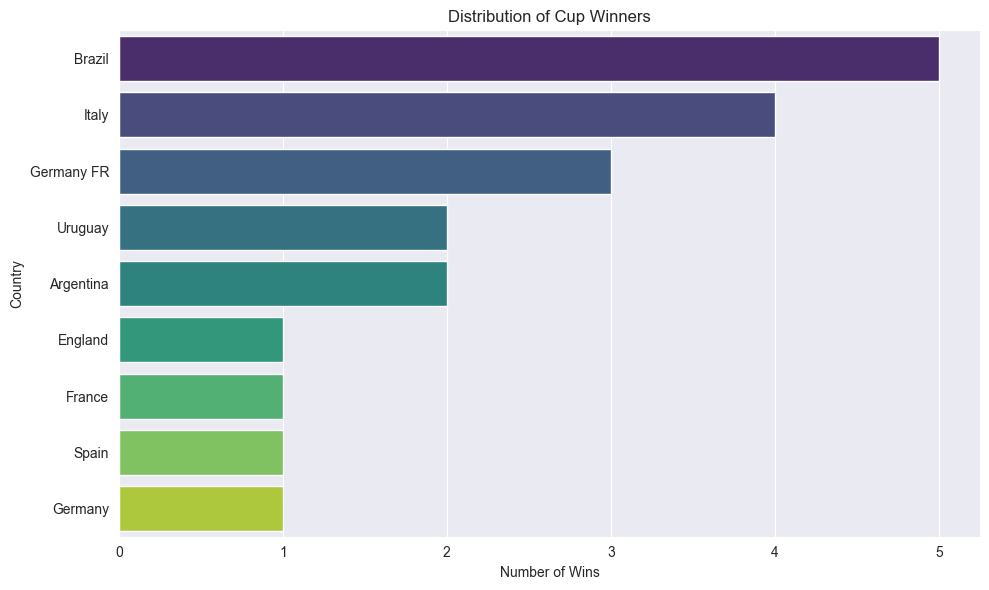 Distribution of Cup Winners
Country
Brazil
Italy
Germany FR
Uruguay
Argentina
England
France
Spain
Germany
0 1 2 3 4 5
Number of Wins